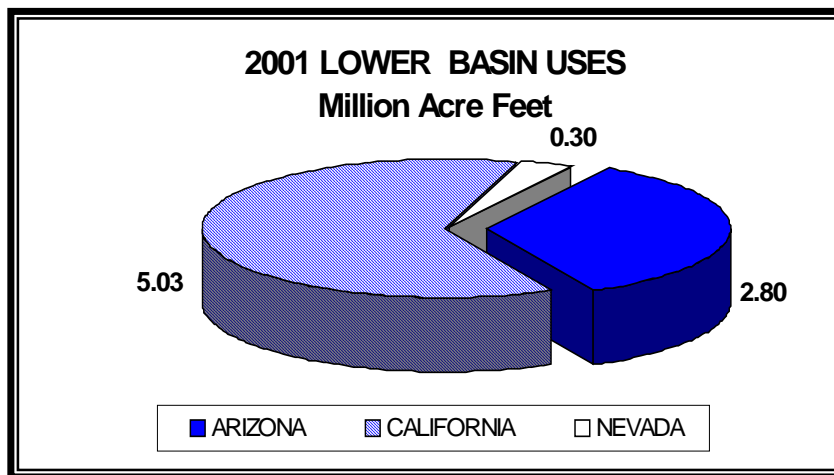 2001 LOWER BASIN USES
Million Acre Feet
0.30
5.03
2.80
ARIZONA CALIFORNIA NEVADA